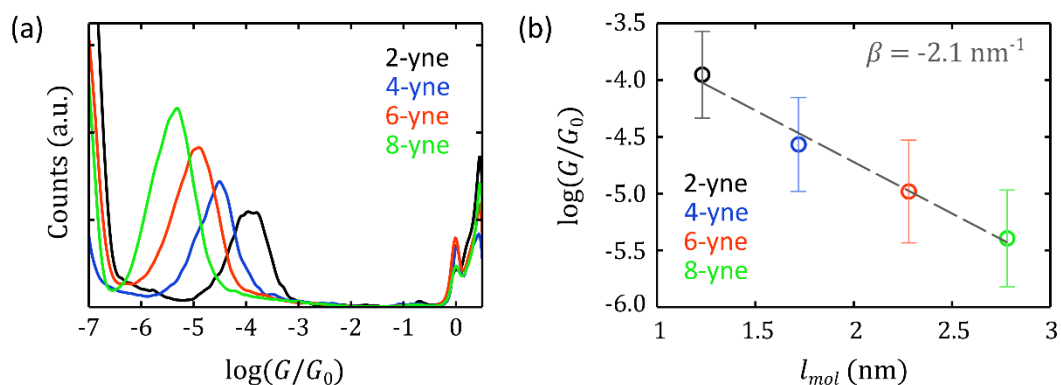 (a)
Counts (a.u.)
2-yne
4-yne
6-yne
8-yne
-7 -6 -5 -4 -3 -2 -1 0
log(G/G₀)
(b)
log(G/G₀)
-3.5
-4.0
-4.5
-5.0
-5.5
-6.0
β = -2.1 nm⁻¹
2-yne
4-yne
6-yne
8-yne
1 1.5 2 2.5 3
lₘₒₗ (nm)